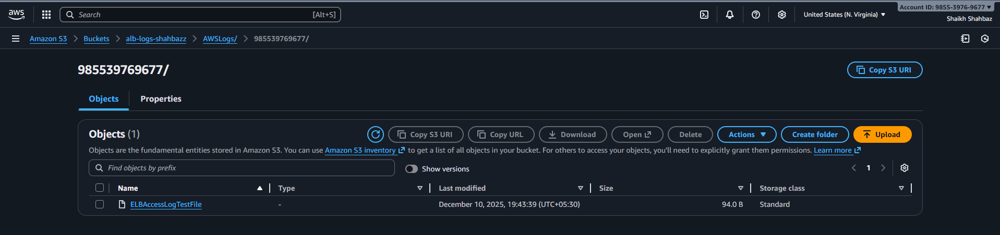 aws Search [Alt+S] United States (N. Virginia) Account ID: 9855-3976-9677
Shaikh Shahbaz
Amazon S3 Buckets alb-logs-shahbazz AWSLogs/ 985539769677/
985539769677/ Copy S3 URI
Objects Properties
Objects (1) Copy S3 URI Copy URL Download Open Delete Actions Create folder Upload
Objects are the fundamental entities stored in Amazon S3. You can use Amazon S3 inventory to get a list of all objects in your bucket. For others to access your objects, you'll need to explicitly grant them permissions. Learn more
Find objects by prefix Show versions 1
Name Type Last modified Size Storage class
ELBAccessLogTestFile - December 10, 2025, 19:43:39 (UTC+05:30) 94.0 B Standard